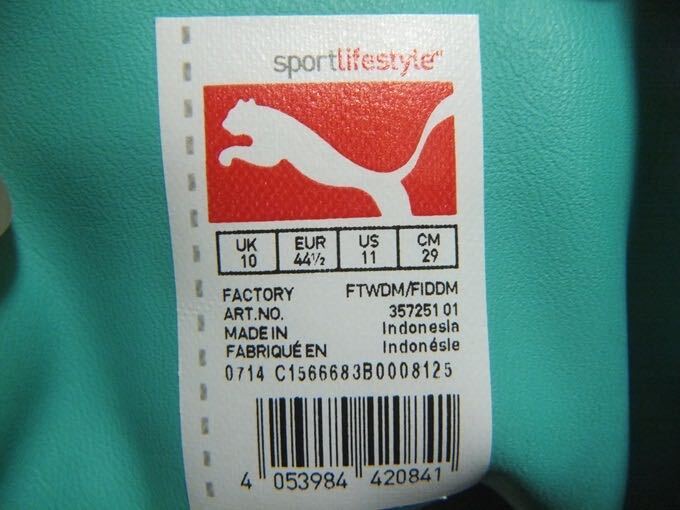 sportlifestyle"
UK EUR US CM
10 44½ 11 29
FACTORY FTWDM/FIDDM
ART.NO. 357251 01
MADE IN Indonesia
FABRIQUÉ EN Indonésie
0714 C1566683B0008125
4 053984 420841